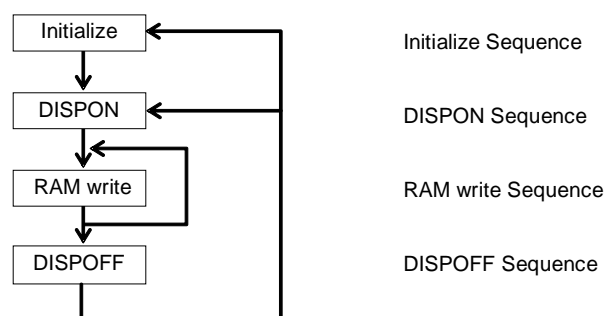 Initialize
Initialize Sequence
DISPON
DISPON Sequence
RAM write
RAM write Sequence
DISPOFF
DISPOFF Sequence